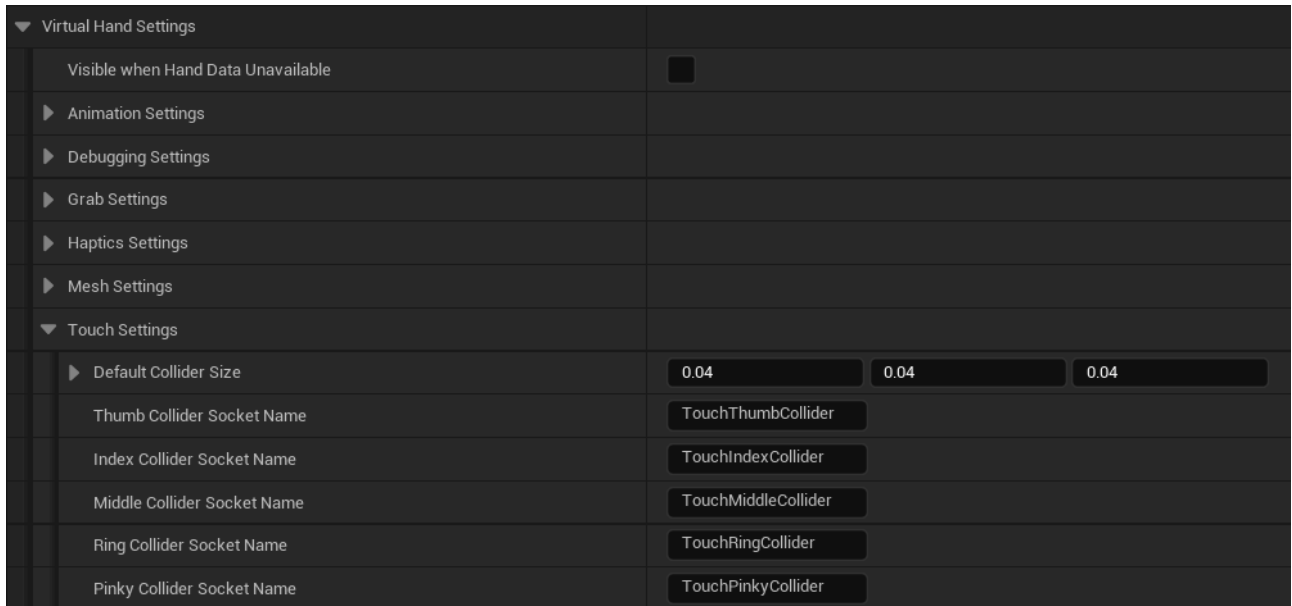 Virtual Hand Settings
Visible when Hand Data Unavailable
Animation Settings
Debugging Settings
Grab Settings
Haptics Settings
Mesh Settings
Touch Settings
Default Collider Size 0.04 0.04 0.04
Thumb Collider Socket Name TouchThumbCollider
Index Collider Socket Name TouchIndexCollider
Middle Collider Socket Name TouchMiddleCollider
Ring Collider Socket Name TouchRingCollider
Pinky Collider Socket Name TouchPinkyCollider